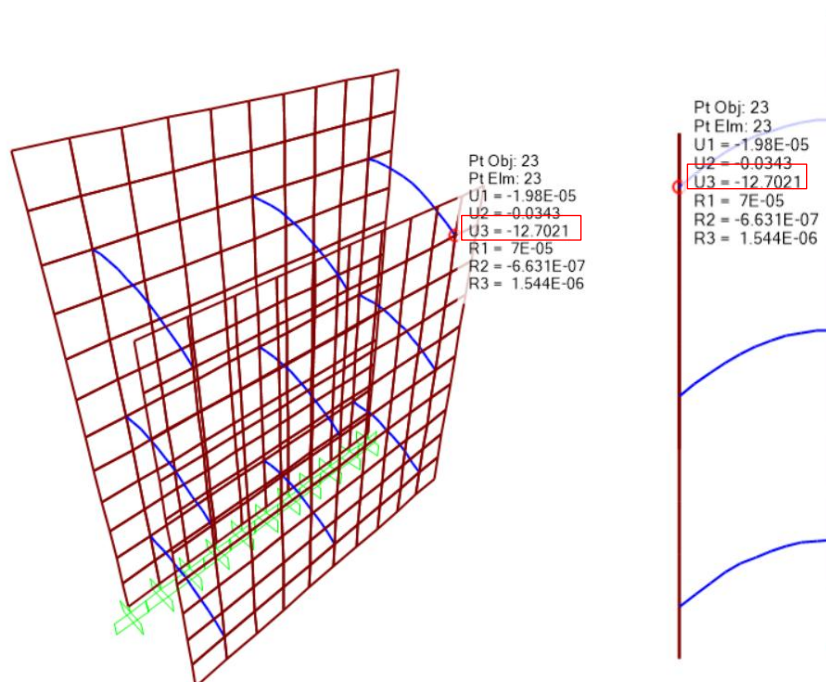 Pt Obj: 23
Pt Elm: 23
U1 = -1.98E-05
U2 = -0.0343
U3 = -12.7021
R1 = 7E-05
R2 = -6.631E-07
R3 = 1.544E-06
Pt Obj: 23
Pt Elm: 23
U1 = -1.98E-05
U2 = -0.0343
U3 = -12.7021
R1 = 7E-05
R2 = -6.631E-07
R3 = 1.544E-06